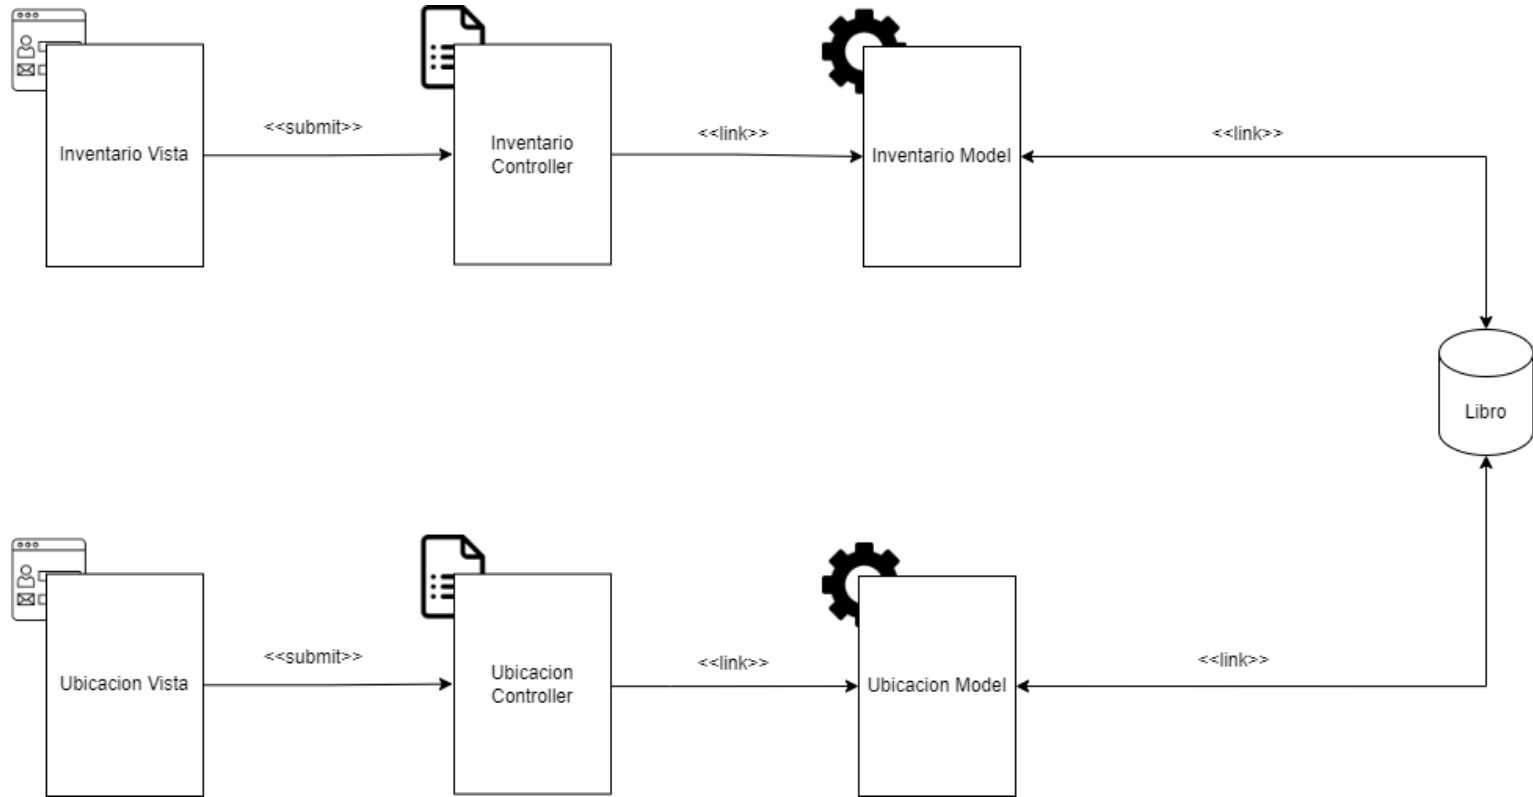 <<submit>>
<<link>>
<<link>>
Inventario Vista
Inventario
Controller
Inventario Model
Libro
<<submit>>
<<link>>
<<link>>
Ubicacion Vista
Ubicacion
Controller
Ubicacion Model